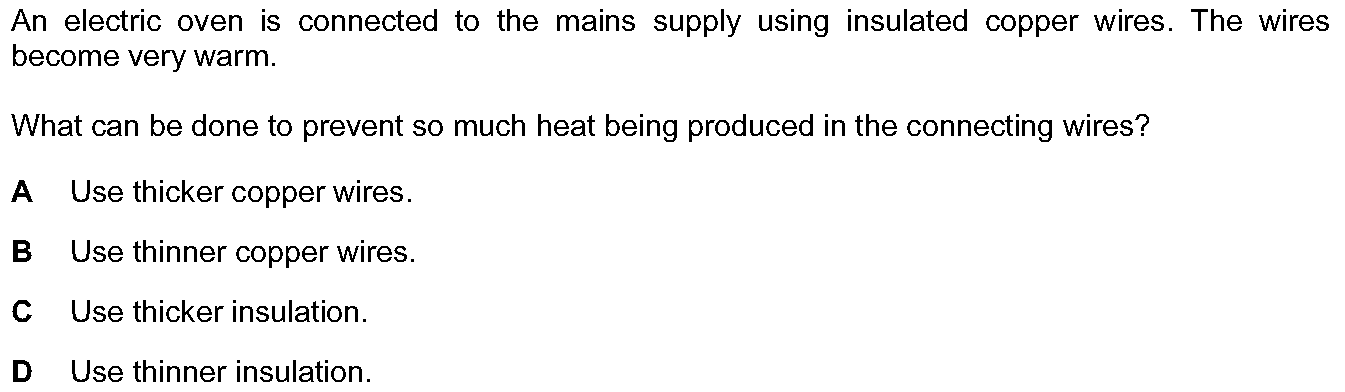 An electric oven is connected to the mains supply using insulated copper wires. The wires
become very warm.
What can be done to prevent so much heat being produced in the connecting wires?
A Use thicker copper wires.
B Use thinner copper wires.
C Use thicker insulation.
D Use thinner insulation.